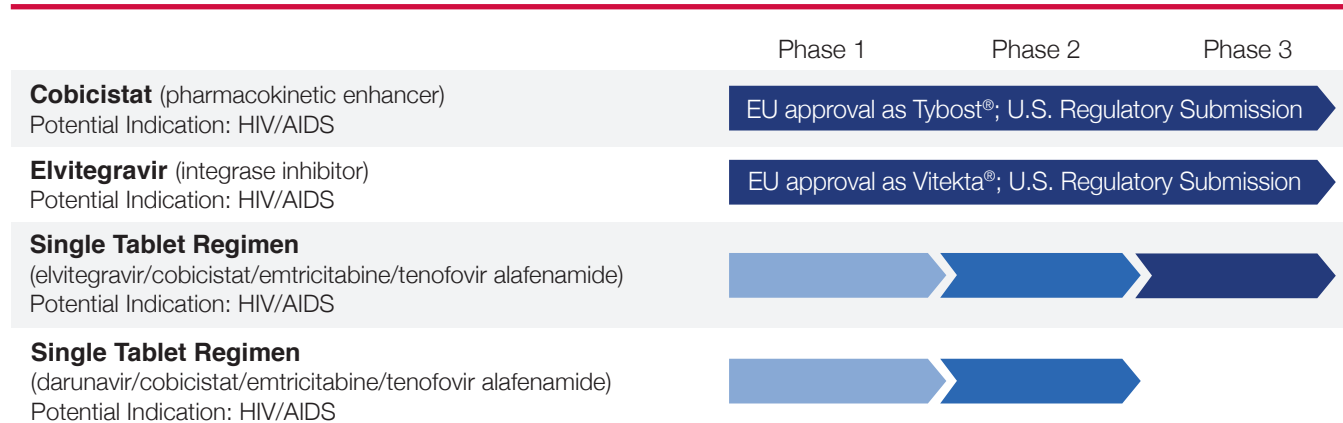 Phase 1 Phase 2 Phase 3
Cobicistat (pharmacokinetic enhancer)
Potential Indication: HIV/AIDS
EU approval as Tybost®; U.S. Regulatory Submission
Elvitegravir (integrase inhibitor)
Potential Indication: HIV/AIDS
EU approval as Vitekta®; U.S. Regulatory Submission
Single Tablet Regimen
(elvitegravir/cobicistat/emtricitabine/tenofovir alafenamide)
Potential Indication: HIV/AIDS
Single Tablet Regimen
(darunavir/cobicistat/emtricitabine/tenofovir alafenamide)
Potential Indication: HIV/AIDS